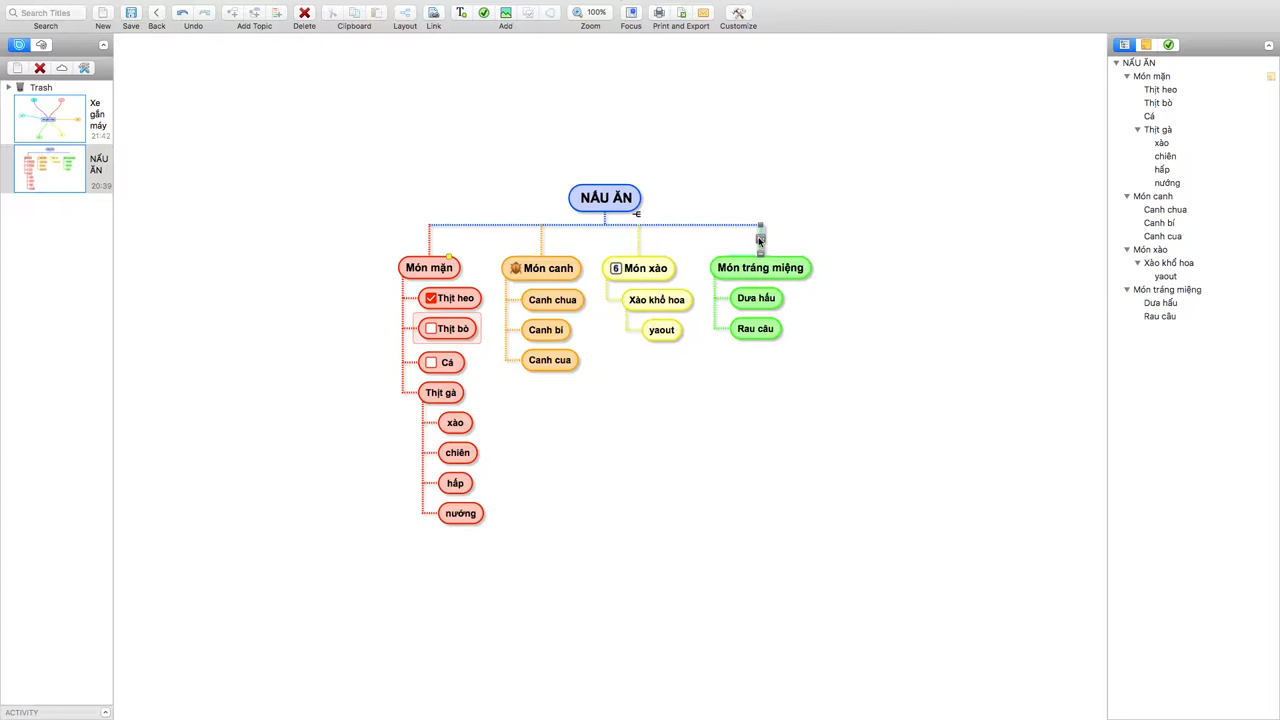 Search Titles
100%
Search
New
Save
Back
Undo
Add Topic
Delete
Clipboard
Layout
Link
Add
Zoom
Focus
Print and Export
Customize
Trash
Xe
gắn
máy
21:42
NẤU
ĂN
20:39
ACTIVITY
NẤU ĂN
Món mặn
Thịt heo
Thịt bò
Cá
Thịt gà
xào
chiên
hấp
nướng
Món canh
Canh chua
Canh bí
Canh cua
6 Món xào
Xào khổ hoa
yaout
Món tráng miệng
Dưa hấu
Rau câu
NẤU ĂN
Món mặn
Thịt heo
Thịt bò
Cá
Thịt gà
xào
chiên
hấp
nướng
Món canh
Canh chua
Canh bí
Canh cua
Món xào
Xào khổ hoa
yaout
Món tráng miệng
Dưa hấu
Rau câu